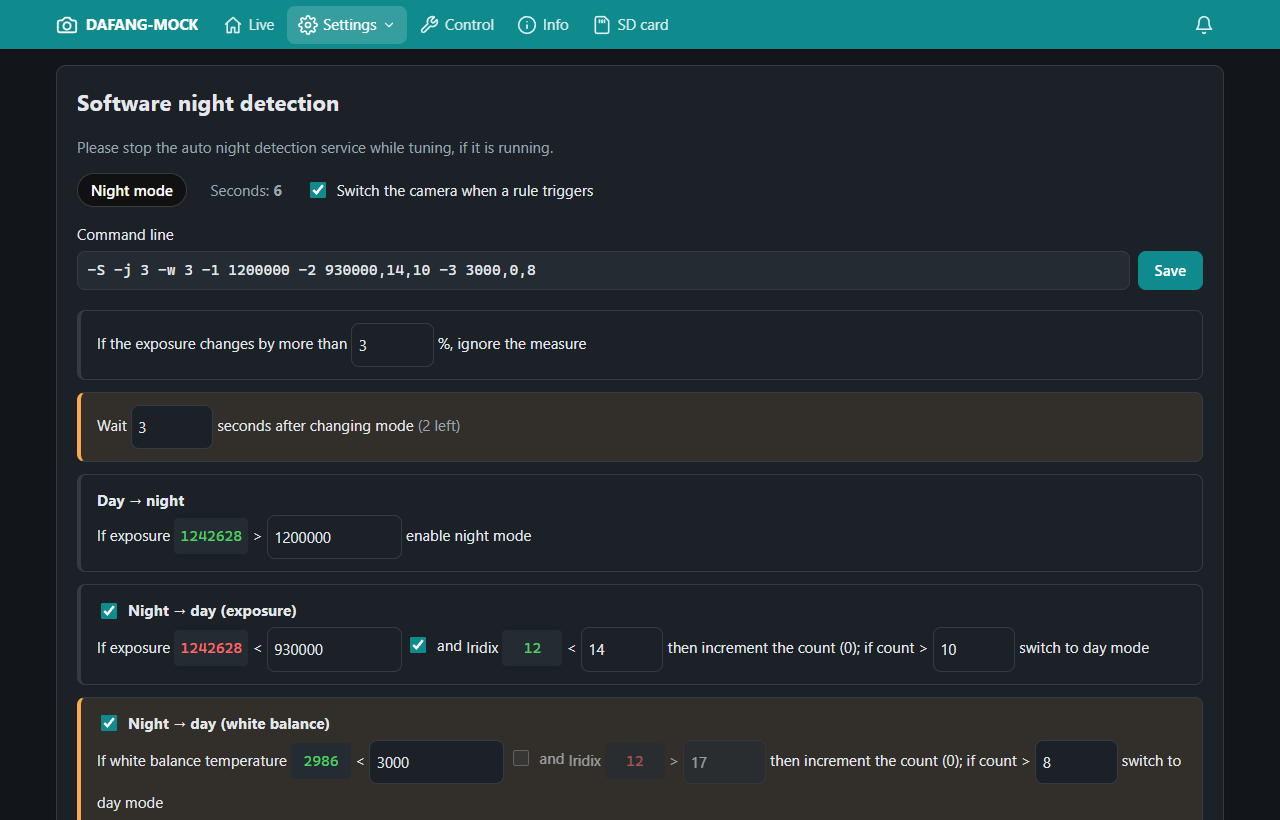 DAFANG-MOCK Live Settings Control Info SD card
Software night detection
Please stop the auto night detection service while tuning, if it is running.
Night mode Seconds: 6 Switch the camera when a rule triggers
Command line
-S -j 3 -w 3 -1 1200000 -2 930000,14,10 -3 3000,0,8 Save
If the exposure changes by more than 3 %, ignore the measure
Wait 3 seconds after changing mode (2 left)
Day → night
If exposure 1242628 > 1200000 enable night mode
Night → day (exposure)
If exposure 1242628 < 930000 and Iridix 12 < 14 then increment the count (0); if count > 10 switch to day mode
Night → day (white balance)
If white balance temperature 2986 < 3000 and Iridix 12 > 17 then increment the count (0); if count > 8 switch to
day mode